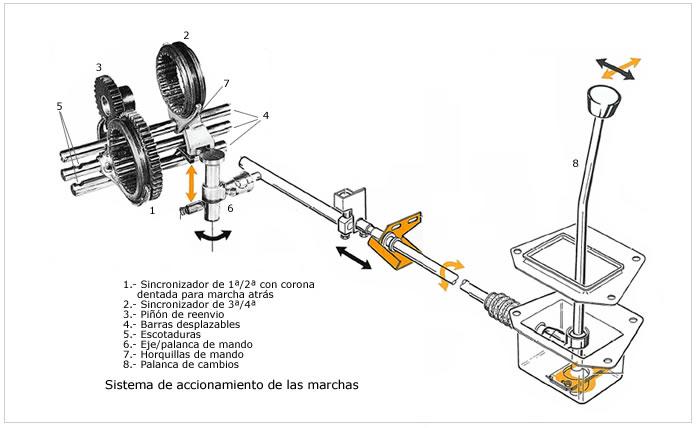 2
3
7
5
4
8
1
6
1.- Sincronizador de 1ª/2ª con corona
dentada para marcha atrás
2.- Sincronizador de 3ª/4ª
3.- Piñón de reenvio
4.- Barras desplazables
5.- Escotaduras
6.- Eje/palanca de mando
7.- Horquillas de mando
8.- Palanca de cambios
Sistema de accionamiento de las marchas